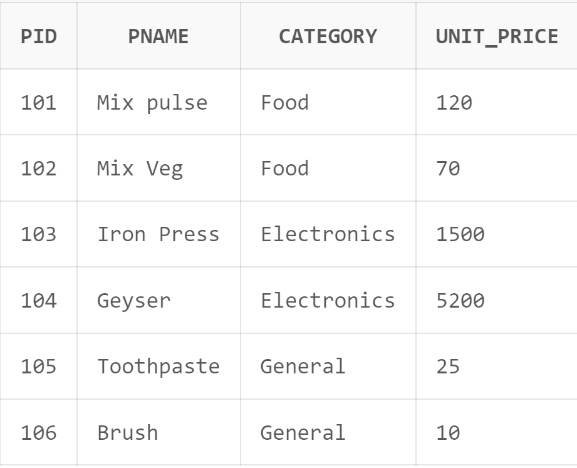 PID PNAME CATEGORY UNIT_PRICE
101 Mix pulse Food 120
102 Mix Veg Food 70
103 Iron Press Electronics 1500
104 Geyser Electronics 5200
105 Toothpaste General 25
106 Brush General 10